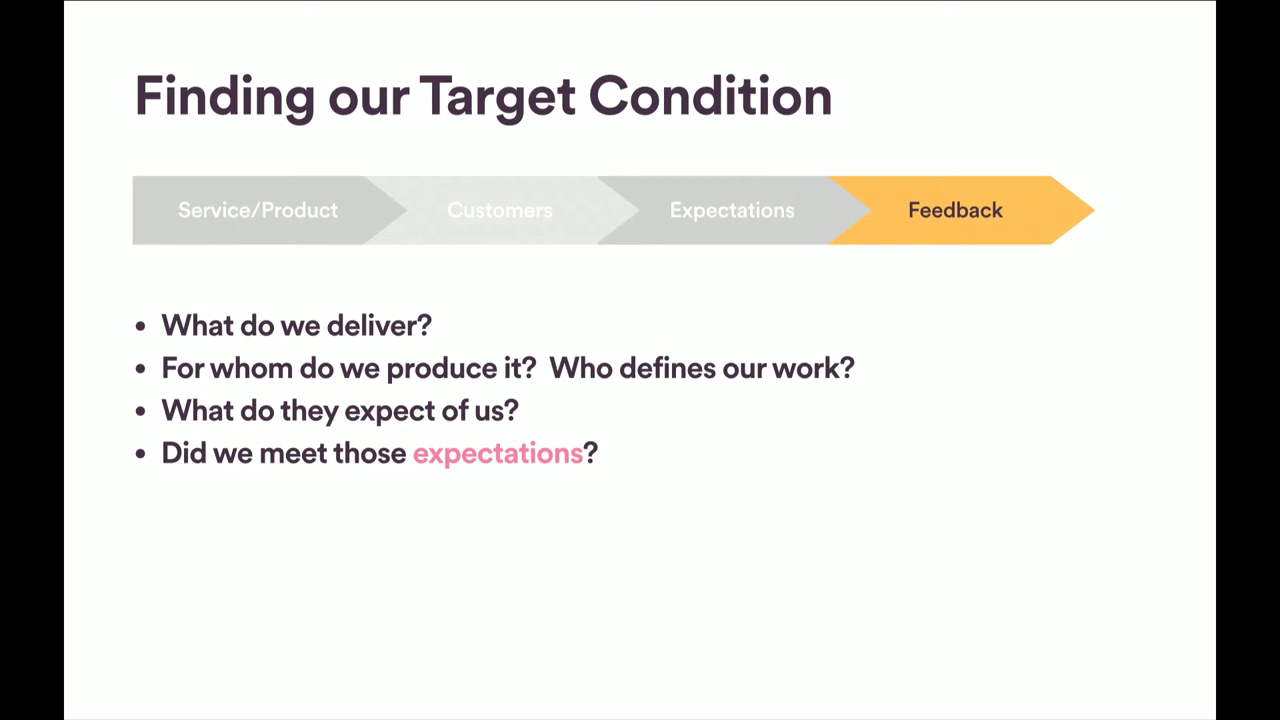 Finding our Target Condition
Service/Product
Customers
Expectations
Feedback
• What do we deliver?
• For whom do we produce it?  Who defines our work?
• What do they expect of us?
• Did we meet those expectations?